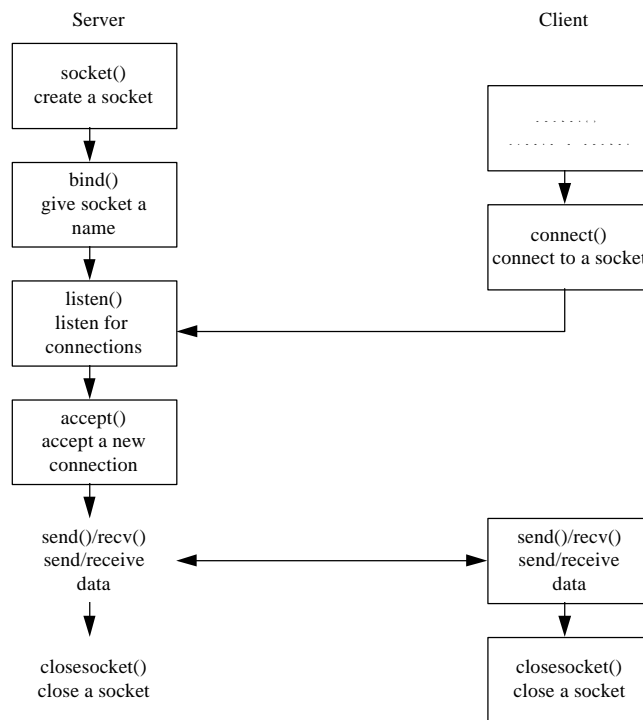 Server
Client
socket()
create a socket
bind()
give socket a
name
connect()
connect to a socket
listen()
listen for
connections
accept()
accept a new
connection
send()/recv()
send/receive
data
send()/recv()
send/receive
data
closesocket()
close a socket
closesocket()
close a socket